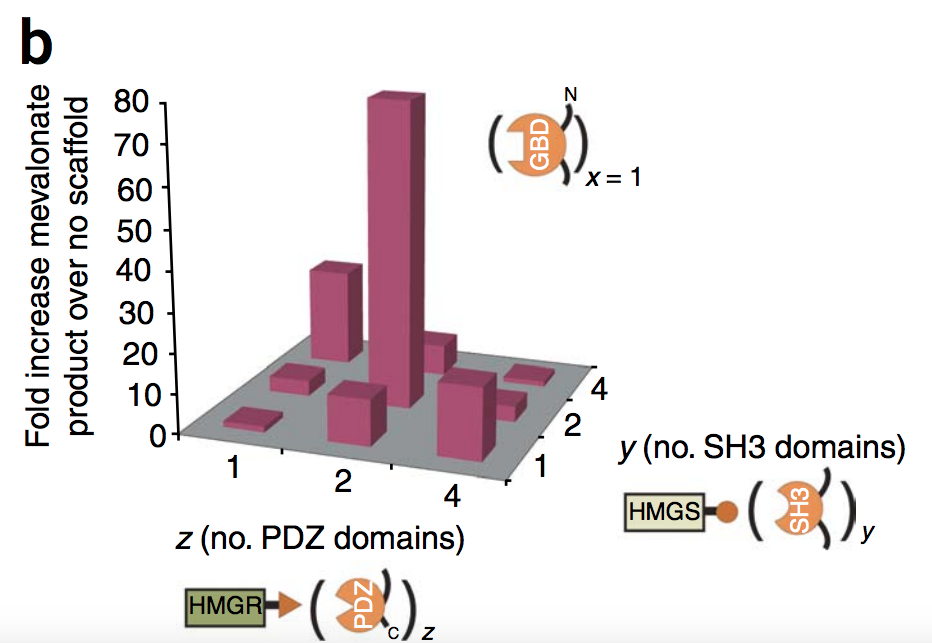 b
Fold increase mevalonate
product over no scaffold
80
70
60
50
40
30
20
10
0
1
2
4
z (no. PDZ domains)
1
2
4
y (no. SH3 domains)
N
GBD
x = 1
HMGS
SH3
y
HMGR
PDZ
C
z